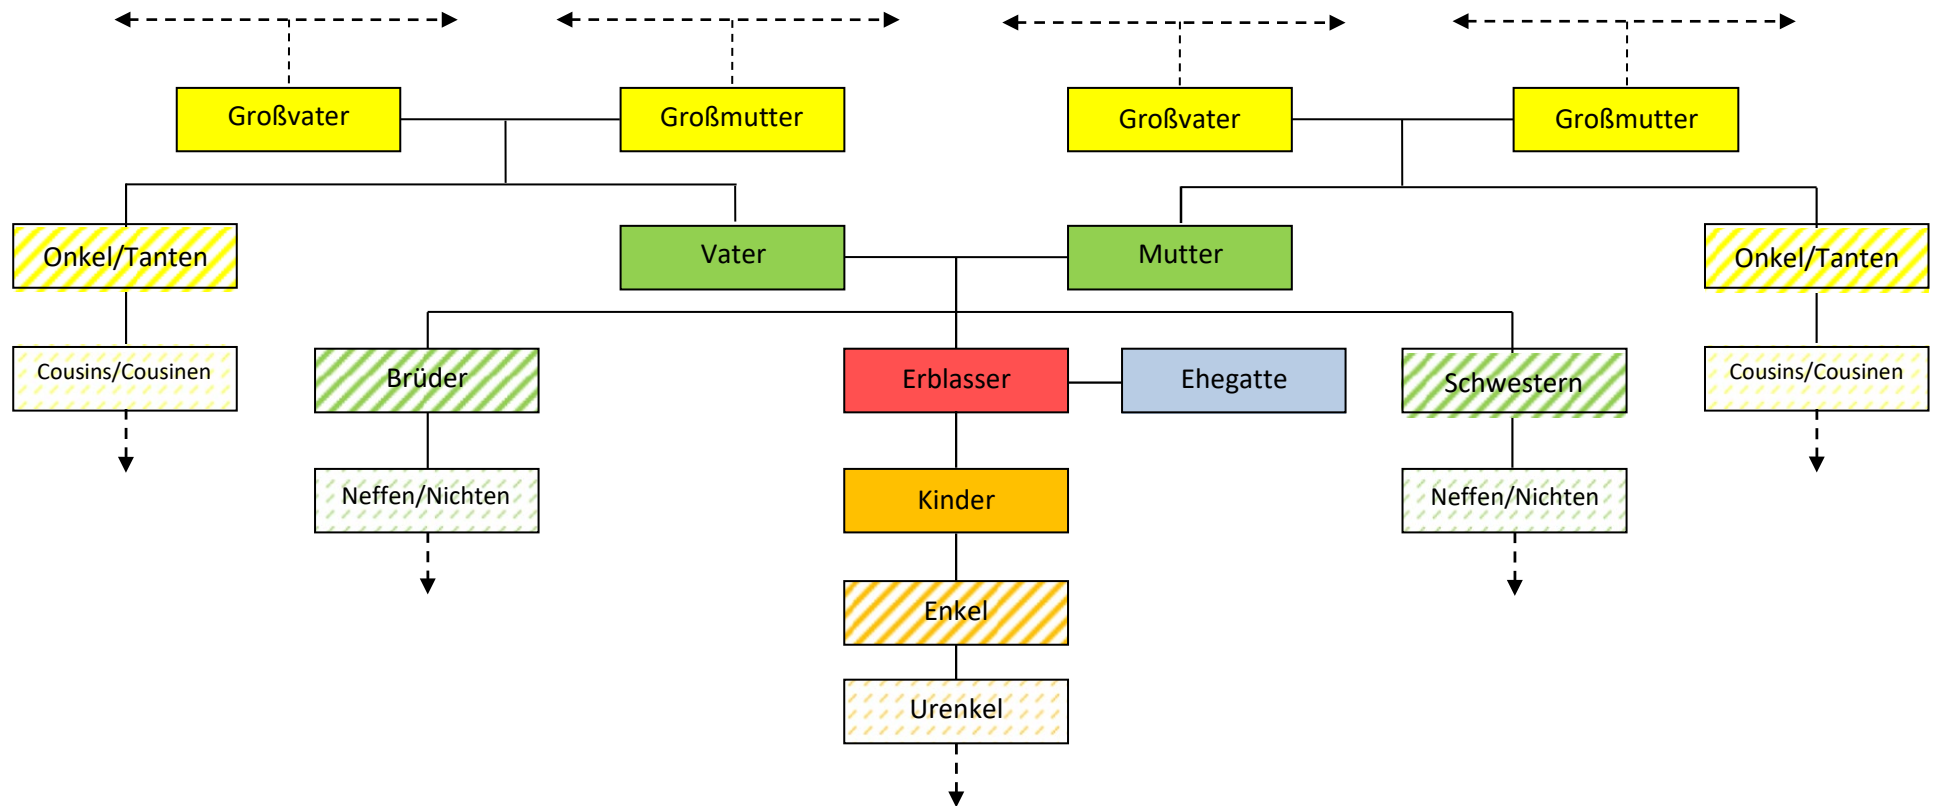 Großvater
Großmutter
Großvater
Großmutter
Onkel/Tanten
Vater
Mutter
Onkel/Tanten
Cousins/Cousinen
Brüder
Erblasser
Ehegatte
Schwestern
Cousins/Cousinen
Neffen/Nichten
Kinder
Neffen/Nichten
Enkel
Urenkel